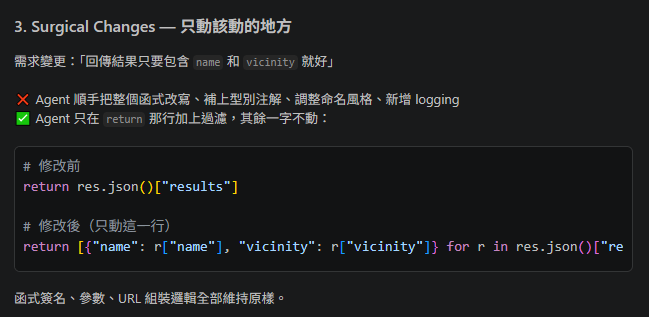 3. Surgical Changes — 只動該動的地方
需求變更：「回傳結果只要包含 name 和 vicinity 就好」
❌ Agent 順手把整個函式改寫、補上型別注解、調整命名風格、新增 logging
✅ Agent 只在 return 那行加上過濾，其餘一字不動：
# 修改前
return res.json()["results"]
# 修改後（只動這一行）
return [{"name": r["name"], "vicinity": r["vicinity"]} for r in res.json()["re
函式簽名、參數、URL 組裝邏輯全部維持原樣。